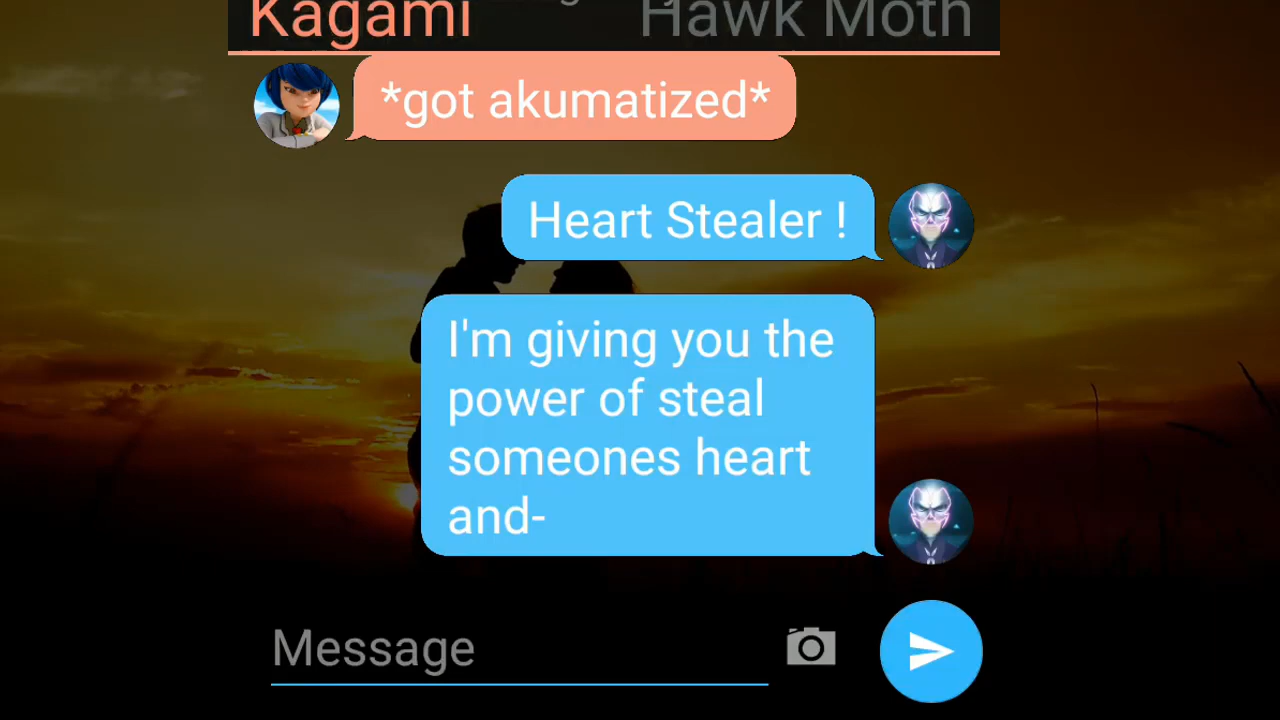 Kagami Hawk Moth
*got akumatized*
Heart Stealer !
I'm giving you the
power of steal
someones heart
and-
Message